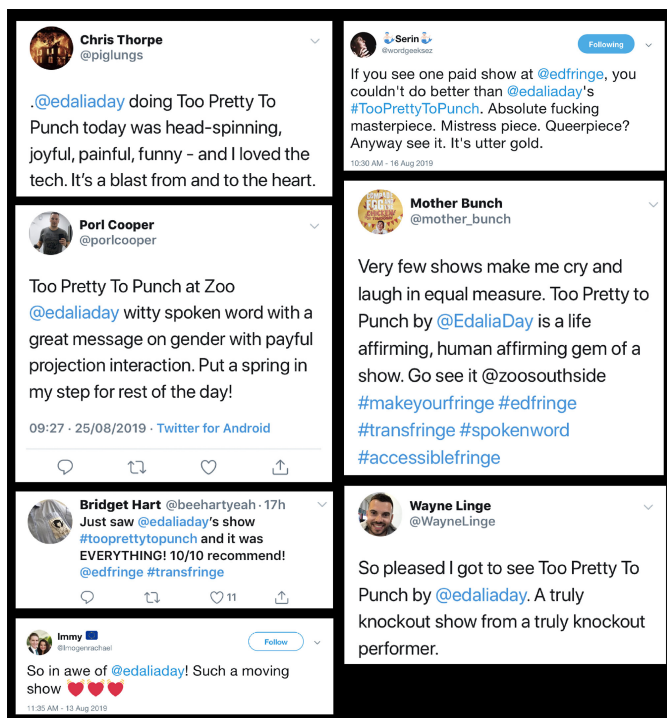 Chris Thorpe
@piglungs
.@edaliaday doing Too Pretty To
Punch today was head-spinning,
joyful, painful, funny - and I loved the
tech. It's a blast from and to the heart.
Porl Cooper
@porlcooper
Too Pretty To Punch at Zoo
@edaliaday witty spoken word with a
great message on gender with payful
projection interaction. Put a spring in
my step for rest of the day!
09:27 · 25/08/2019 · Twitter for Android
Bridget Hart @beehartyeah · 17h
Just saw @edaliaday's show
#tooprettytopunch and it was
EVERYTHING! 10/10 recommend!
@edfringe #transfringe
11
Immy
@Imogenrachael
Follow
So in awe of @edaliaday! Such a moving
show ❤️❤️❤️
11:35 AM - 13 Aug 2019
Serin
@wordgeeksez
Following
If you see one paid show at @edfringe, you
couldn't do better than @edaliaday's
#TooPrettyToPunch. Absolute fucking
masterpiece. Mistress piece. Queerpiece?
Anyway see it. It's utter gold.
10:30 AM - 16 Aug 2019
Mother Bunch
@mother_bunch
Very few shows make me cry and
laugh in equal measure. Too Pretty to
Punch by @EdaliaDay is a life
affirming, human affirming gem of a
show. Go see it @zoosouthside
#makeyourfringe #edfringe
#transfringe #spokenword
#accessiblefringe
Wayne Linge
@WayneLinge
So pleased I got to see Too Pretty To
Punch by @edaliaday. A truly
knockout show from a truly knockout
performer.